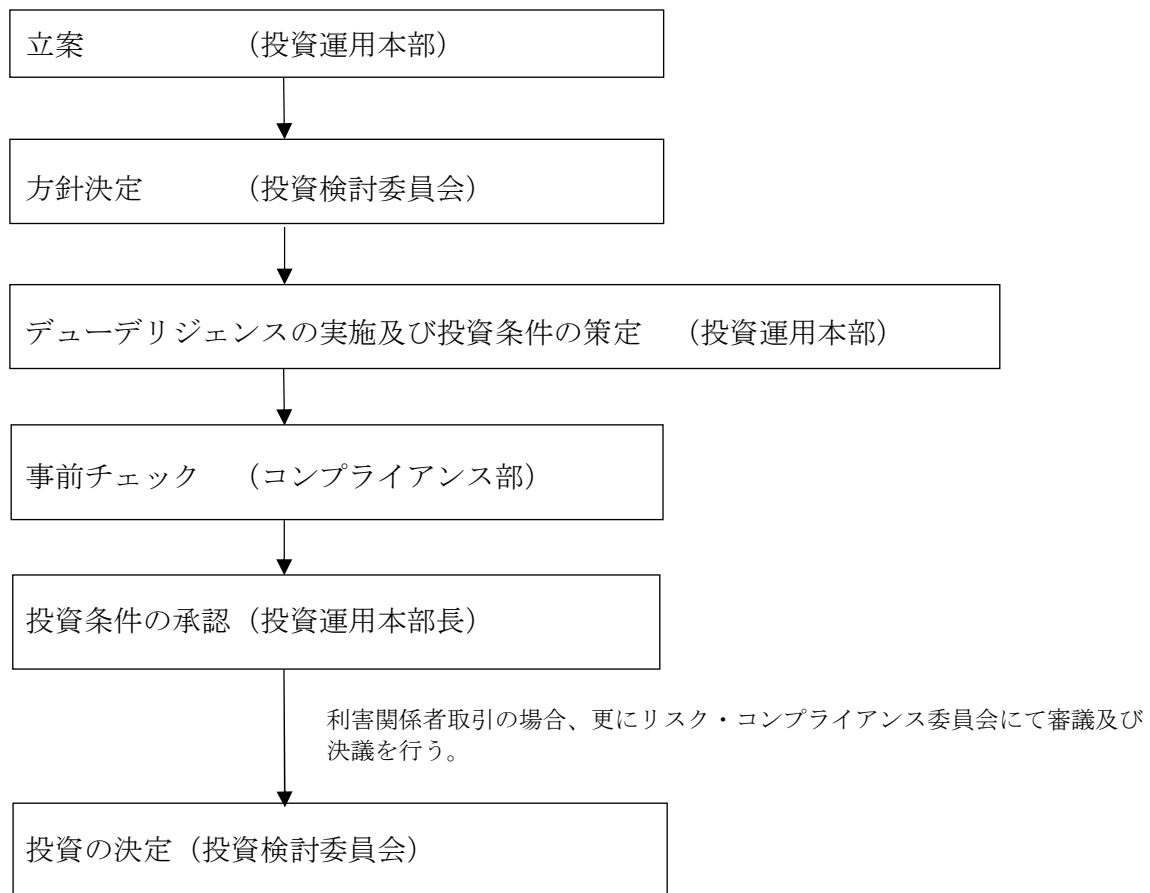 立案　　　　　（投資運用本部）
方針決定　　　（投資検討委員会）
デューデリジェンスの実施及び投資条件の策定　（投資運用本部）
事前チェック　（コンプライアンス部）
投資条件の承認（投資運用本部長）
利害関係者取引の場合、更にリスク・コンプライアンス委員会にて審議及び
決議を行う。
投資の決定（投資検討委員会）